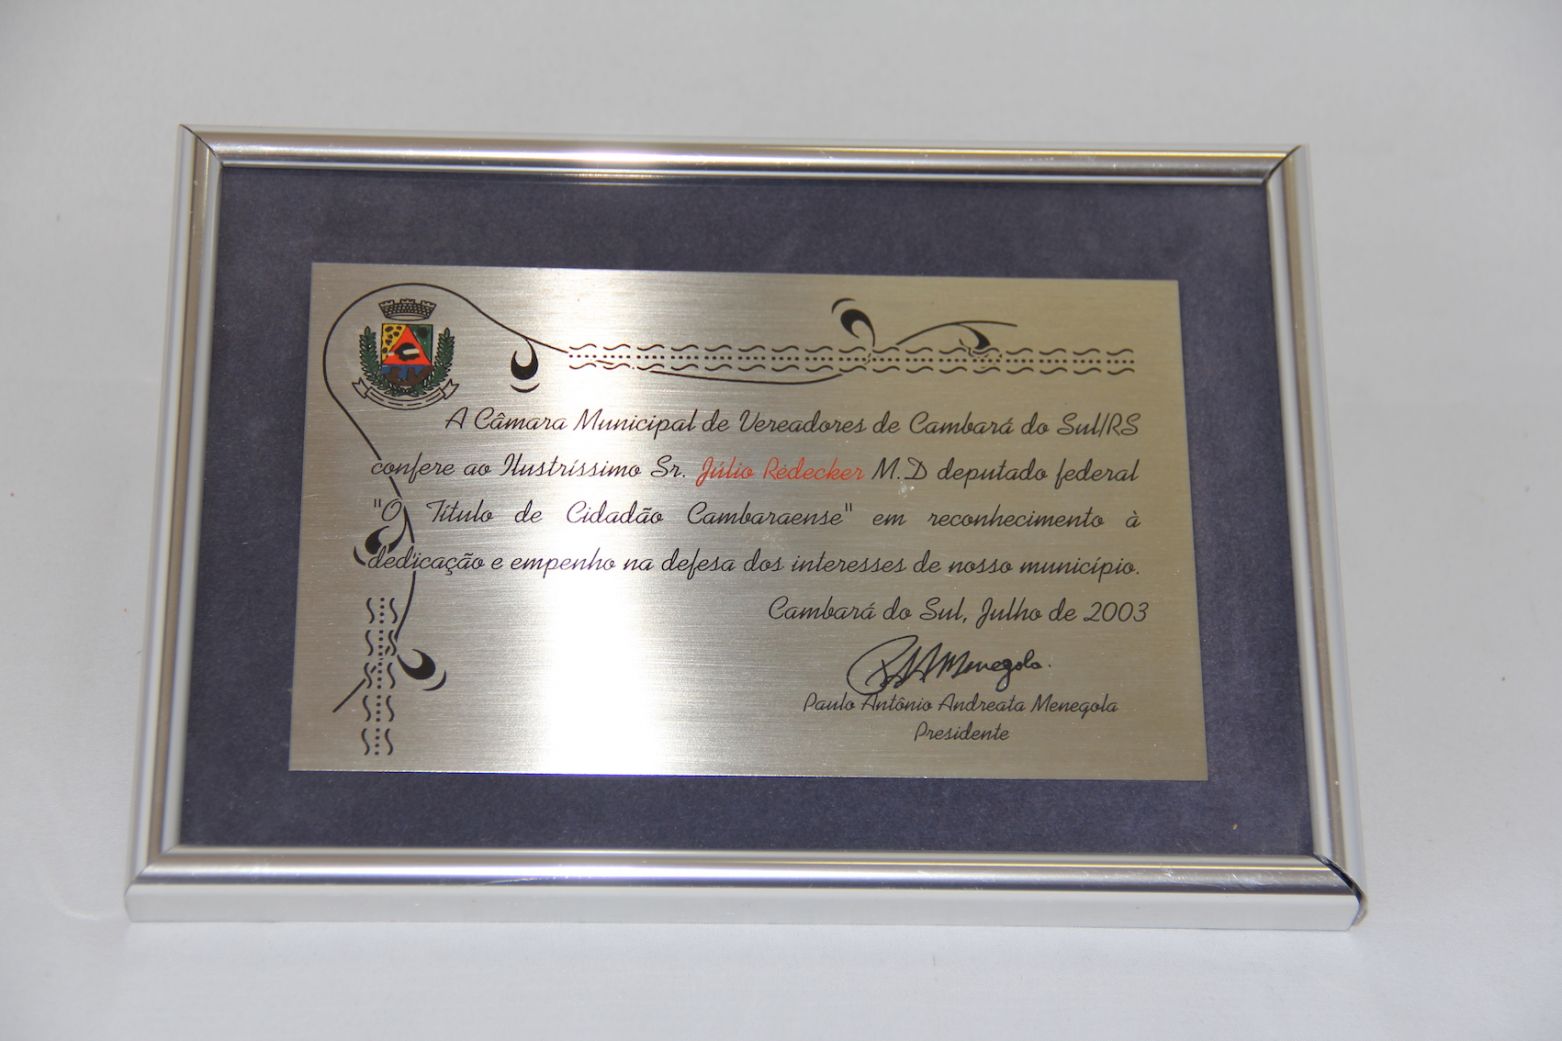 A Câmara Municipal de Vereadores de Cambará do Sul/RS
confere ao Ilustríssimo Sr. Júlio Redecker M.D deputado federal
"O Título de Cidadão Cambaraense" em reconhecimento à
dedicação e empenho na defesa dos interesses de nosso município.
Cambará do Sul, Julho de 2003
Menegola.
Paulo Antônio Andreata Menegola
Presidente